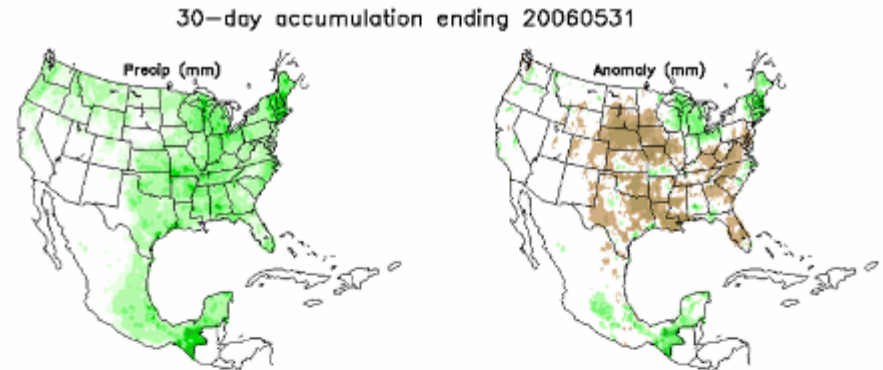 30-day accumulation ending 20060531
Precip (mm)
Anomaly (mm)